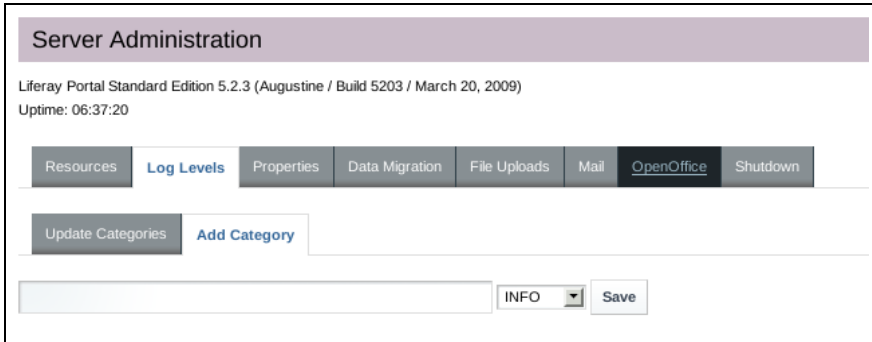 Server Administration
Liferay Portal Standard Edition 5.2.3 (Augustine / Build 5203 / March 20, 2009)
Uptime: 06:37:20
Resources Log Levels Properties Data Migration File Uploads Mail OpenOffice Shutdown
Update Categories Add Category
INFO Save